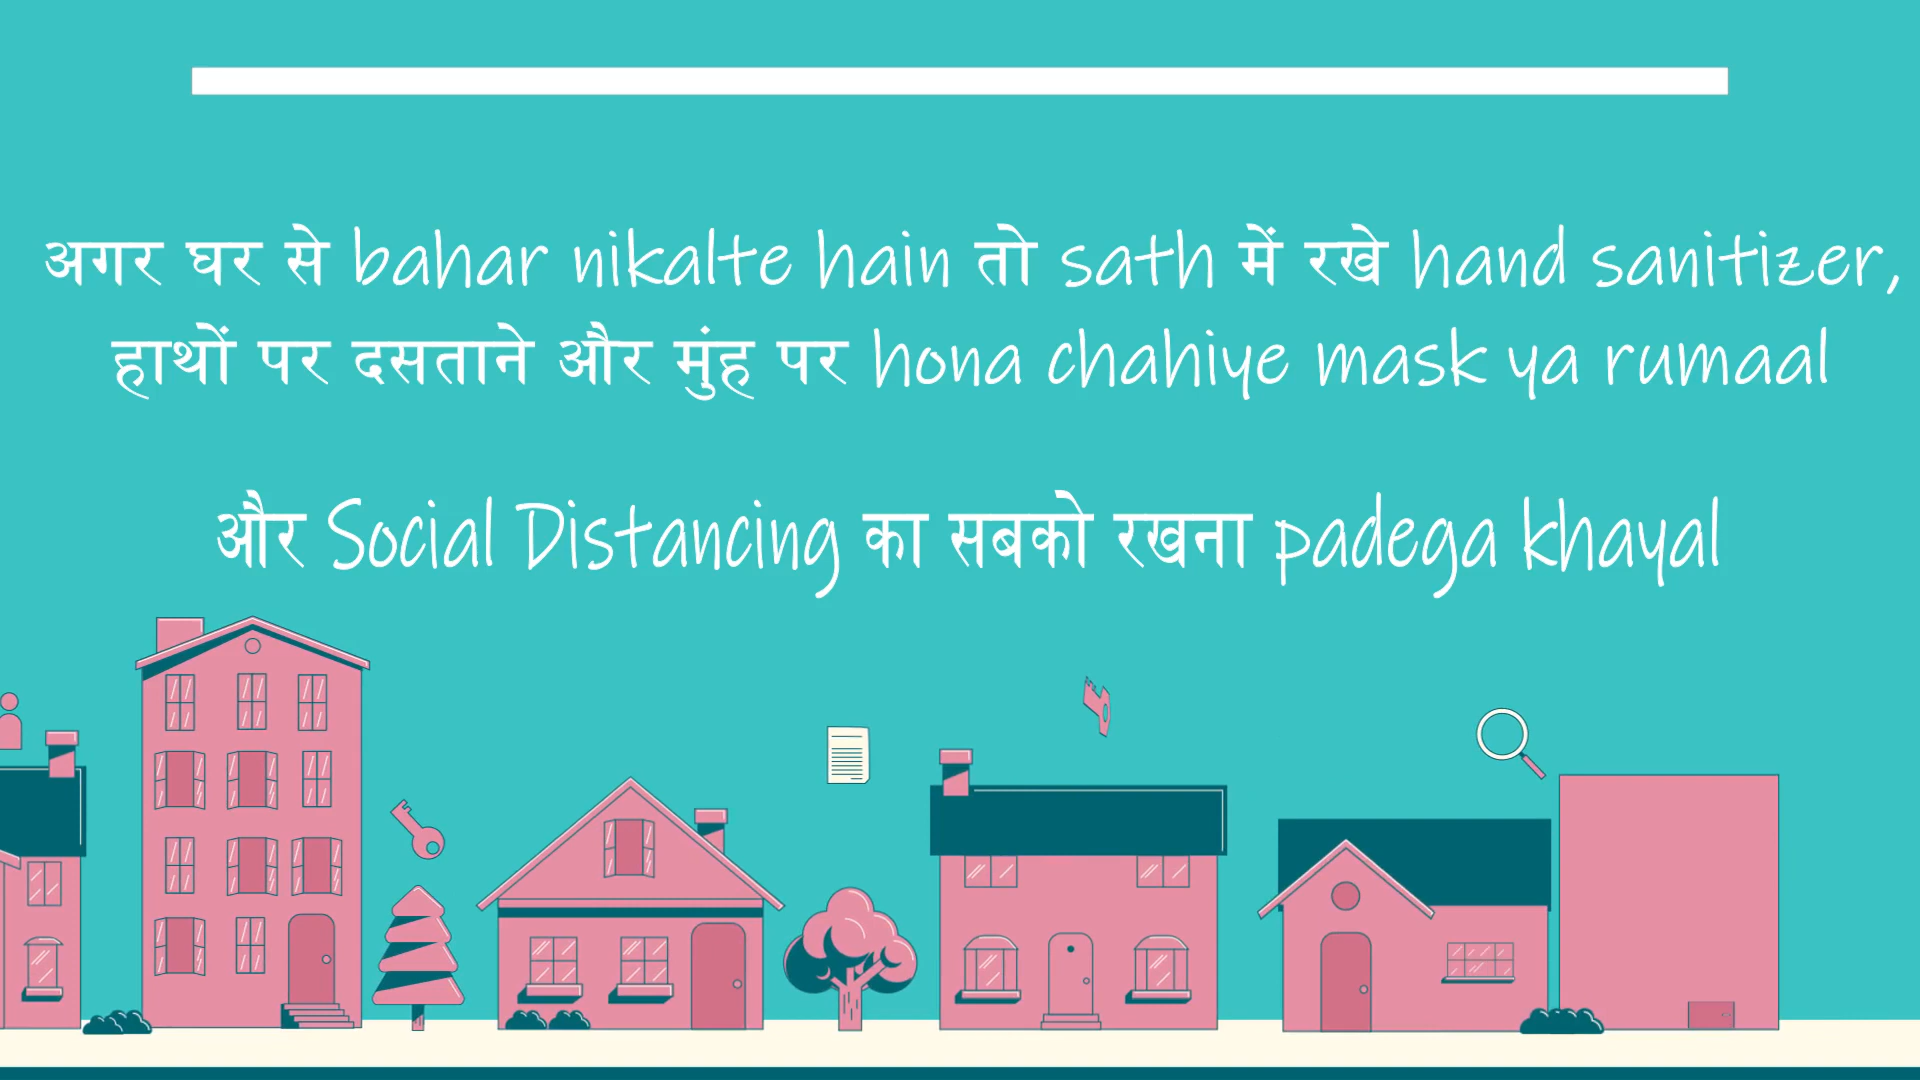 अगर घर से bahar nikalte hain तो sath में रखे hand sanitizer,
हाथों पर दसताने और मुंह पर hona chahiye mask ya rumaal
और Social Distancing का सबको रखना padega khayal